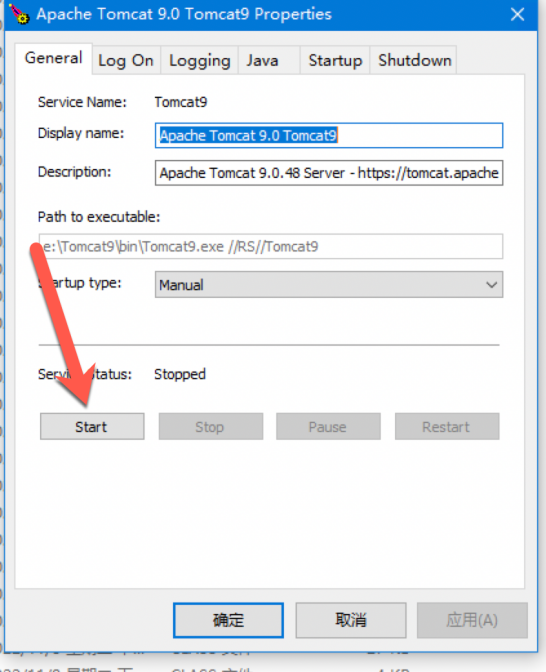 Apache Tomcat 9.0 Tomcat9 Properties
General Log On Logging Java Startup Shutdown
Service Name: Tomcat9
Display name: Apache Tomcat 9.0 Tomcat9
Description: Apache Tomcat 9.0.48 Server - https://tomcat.apache
Path to executable:
e:\Tomcat9\bin\Tomcat9.exe //RS//Tomcat9
Startup type: Manual
Service Status: Stopped
Start Stop Pause Restart
确定 取消 应用(A)